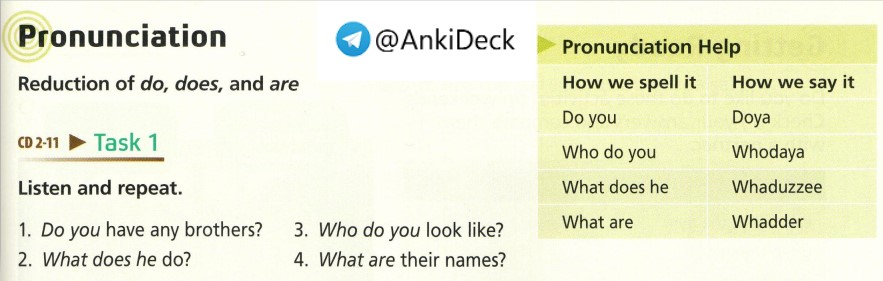 Pronunciation
@AnkiDeck
Reduction of do, does, and are
CD 2-11 ▶ Task 1
Listen and repeat.
1. Do you have any brothers?
2. What does he do?
3. Who do you look like?
4. What are their names?
Pronunciation Help
How we spell it How we say it
Do you Doya
Who do you Whodaya
What does he Whaduzzee
What are Whadder